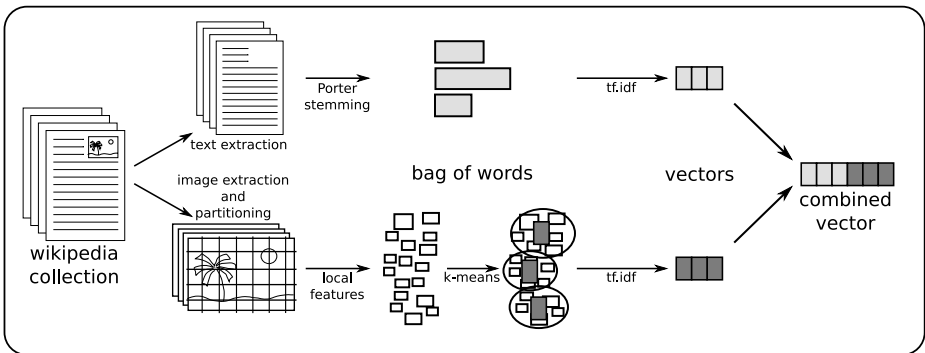 Porter
stemming
tf.idf
text extraction
image extraction
and
partitioning
bag of words
vectors
combined
vector
wikipedia
collection
local
features
k-means
tf.idf